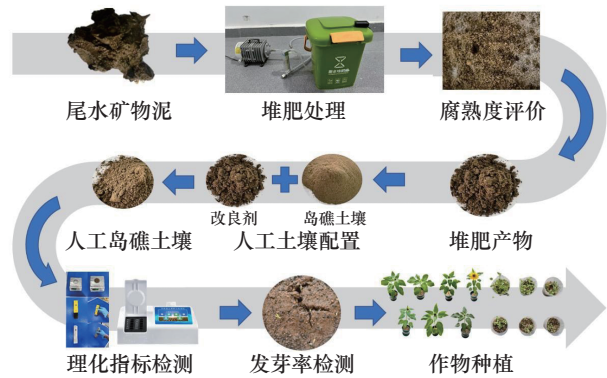 尾水矿物泥
堆肥处理
腐熟度评价
堆肥产物
改良剂
岛礁土壤
人工土壤配置
人工岛礁土壤
理化指标检测
发芽率检测
作物种植